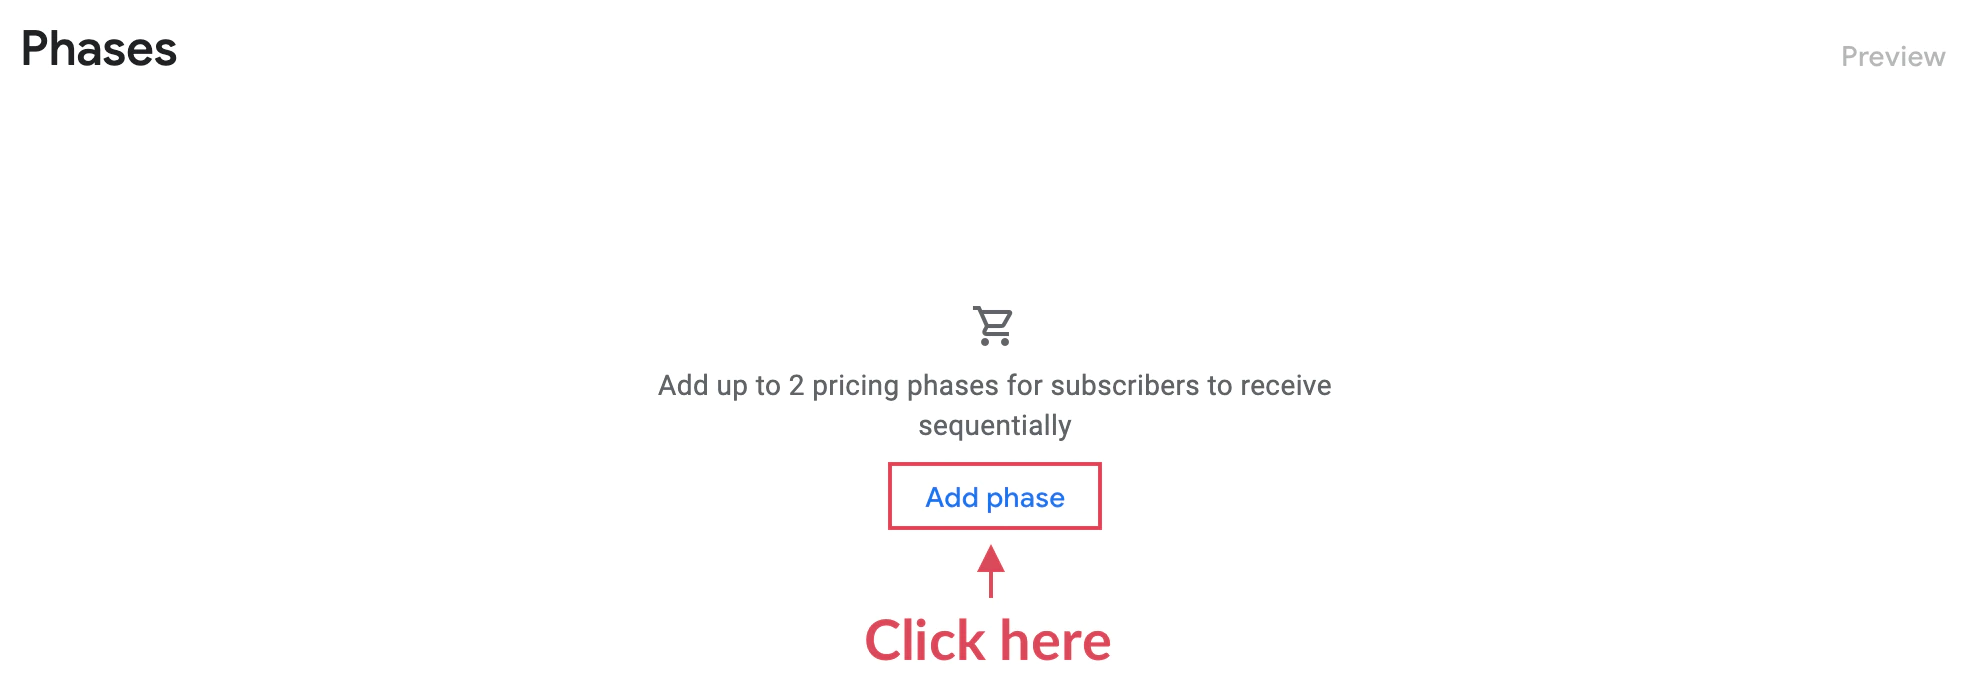 Phases
Preview
Add up to 2 pricing phases for subscribers to receive
sequentially
Add phase
Click here